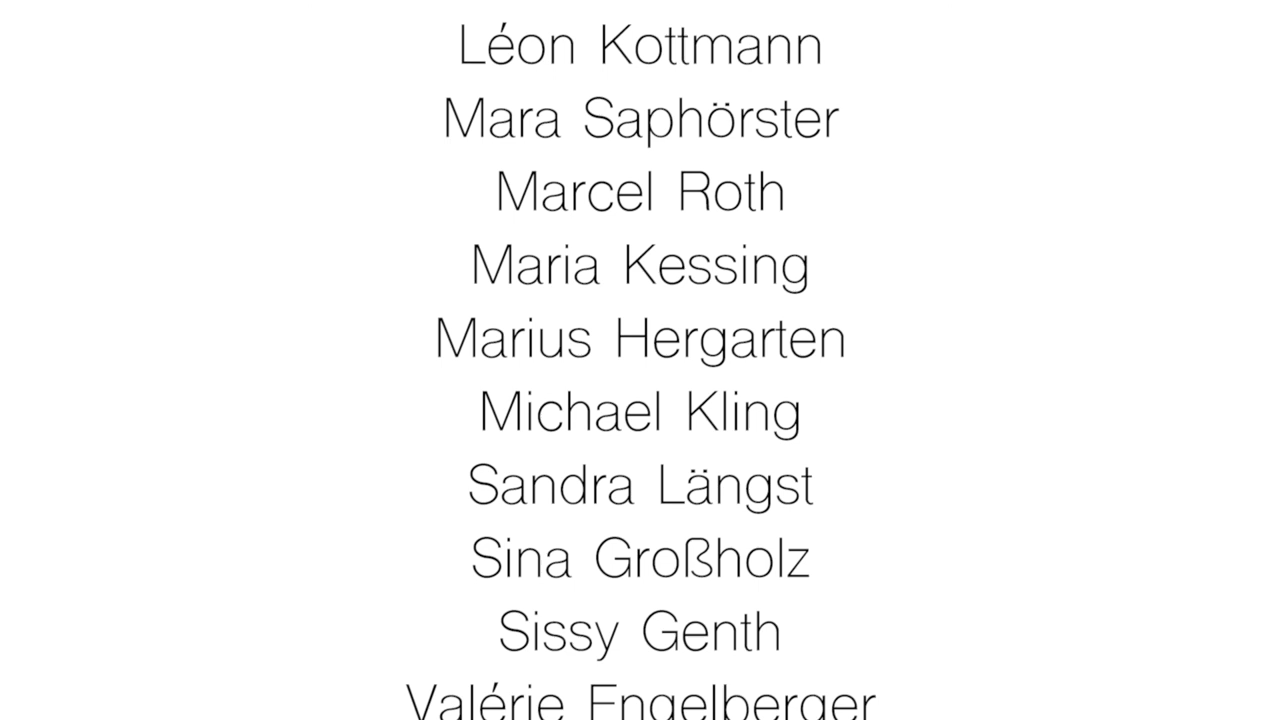 Léon Kottmann
Mara Saphörster
Marcel Roth
Maria Kessing
Marius Hergarten
Michael Kling
Sandra Längst
Sina Großholz
Sissy Genth
Valérie Engelberger